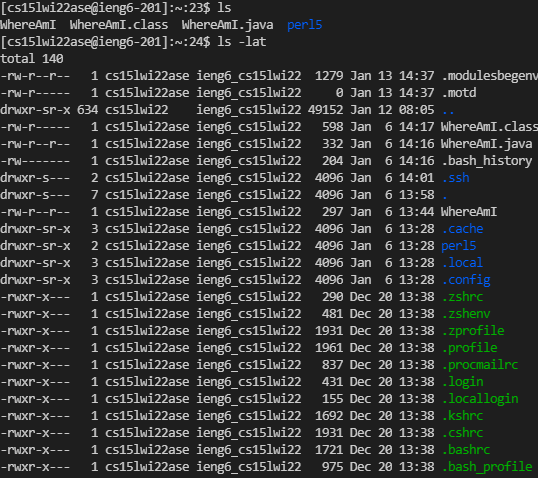 [cs15lwi22ase@ieng6-201]:~:23$ ls
WhereAmI  WhereAmI.class  WhereAmI.java  perl5
[cs15lwi22ase@ieng6-201]:~:24$ ls -lat
total 140
-rw-r--r--   1 cs15lwi22ase ieng6_cs15lwi22  1279 Jan 13 14:37 .modulesbegenv
-rw-r-----   1 cs15lwi22ase ieng6_cs15lwi22     0 Jan 13 14:37 .motd
drwxr-sr-x 634 cs15lwi22    ieng6_cs15lwi22 49152 Jan 12 08:05 ..
-rw-r-----   1 cs15lwi22ase ieng6_cs15lwi22   598 Jan  6 14:17 WhereAmI.class
-rw-r--r--   1 cs15lwi22ase ieng6_cs15lwi22   332 Jan  6 14:16 WhereAmI.java
-rw-------   1 cs15lwi22ase ieng6_cs15lwi22   204 Jan  6 14:16 .bash_history
drwxr-s---   2 cs15lwi22ase ieng6_cs15lwi22  4096 Jan  6 14:01 .ssh
drwxr-s---   7 cs15lwi22ase ieng6_cs15lwi22  4096 Jan  6 13:58 .
-rw-r--r--   1 cs15lwi22ase ieng6_cs15lwi22   297 Jan  6 13:44 WhereAmI
drwxr-sr-x   3 cs15lwi22ase ieng6_cs15lwi22  4096 Jan  6 13:28 .cache
drwxr-sr-x   2 cs15lwi22ase ieng6_cs15lwi22  4096 Jan  6 13:28 perl5
drwxr-sr-x   3 cs15lwi22ase ieng6_cs15lwi22  4096 Jan  6 13:28 .local
drwxr-sr-x   3 cs15lwi22ase ieng6_cs15lwi22  4096 Jan  6 13:28 .config
-rwxr-x---   1 cs15lwi22ase ieng6_cs15lwi22   290 Dec 20 13:38 .zshrc
-rwxr-x---   1 cs15lwi22ase ieng6_cs15lwi22   481 Dec 20 13:38 .zshenv
-rwxr-x---   1 cs15lwi22ase ieng6_cs15lwi22  1931 Dec 20 13:38 .zprofile
-rwxr-x---   1 cs15lwi22ase ieng6_cs15lwi22  1961 Dec 20 13:38 .profile
-rwxr-x---   1 cs15lwi22ase ieng6_cs15lwi22   837 Dec 20 13:38 .procmailrc
-rwxr-x---   1 cs15lwi22ase ieng6_cs15lwi22   431 Dec 20 13:38 .login
-rwxr-x---   1 cs15lwi22ase ieng6_cs15lwi22   155 Dec 20 13:38 .locallogin
-rwxr-x---   1 cs15lwi22ase ieng6_cs15lwi22  1692 Dec 20 13:38 .kshrc
-rwxr-x---   1 cs15lwi22ase ieng6_cs15lwi22  1931 Dec 20 13:38 .cshrc
-rwxr-x---   1 cs15lwi22ase ieng6_cs15lwi22  1721 Dec 20 13:38 .bashrc
-rwxr-x---   1 cs15lwi22ase ieng6_cs15lwi22   975 Dec 20 13:38 .bash_profile